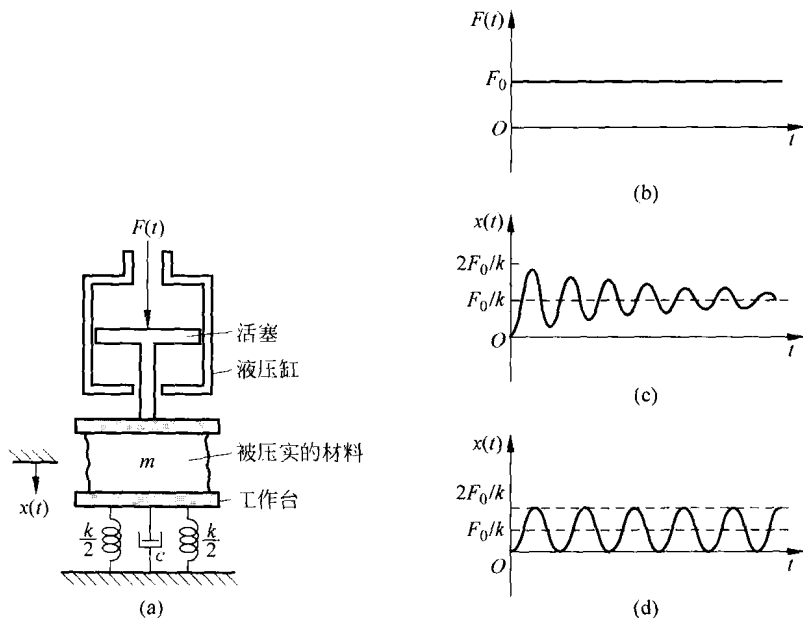 F(t)
活塞
液压缸
m
被压实的材料
x(t)
工作台
k/2
c
k/2
(a)
F(t)
F₀
O
t
(b)
x(t)
2F₀/k
F₀/k
O
t
(c)
x(t)
2F₀/k
F₀/k
O
t
(d)